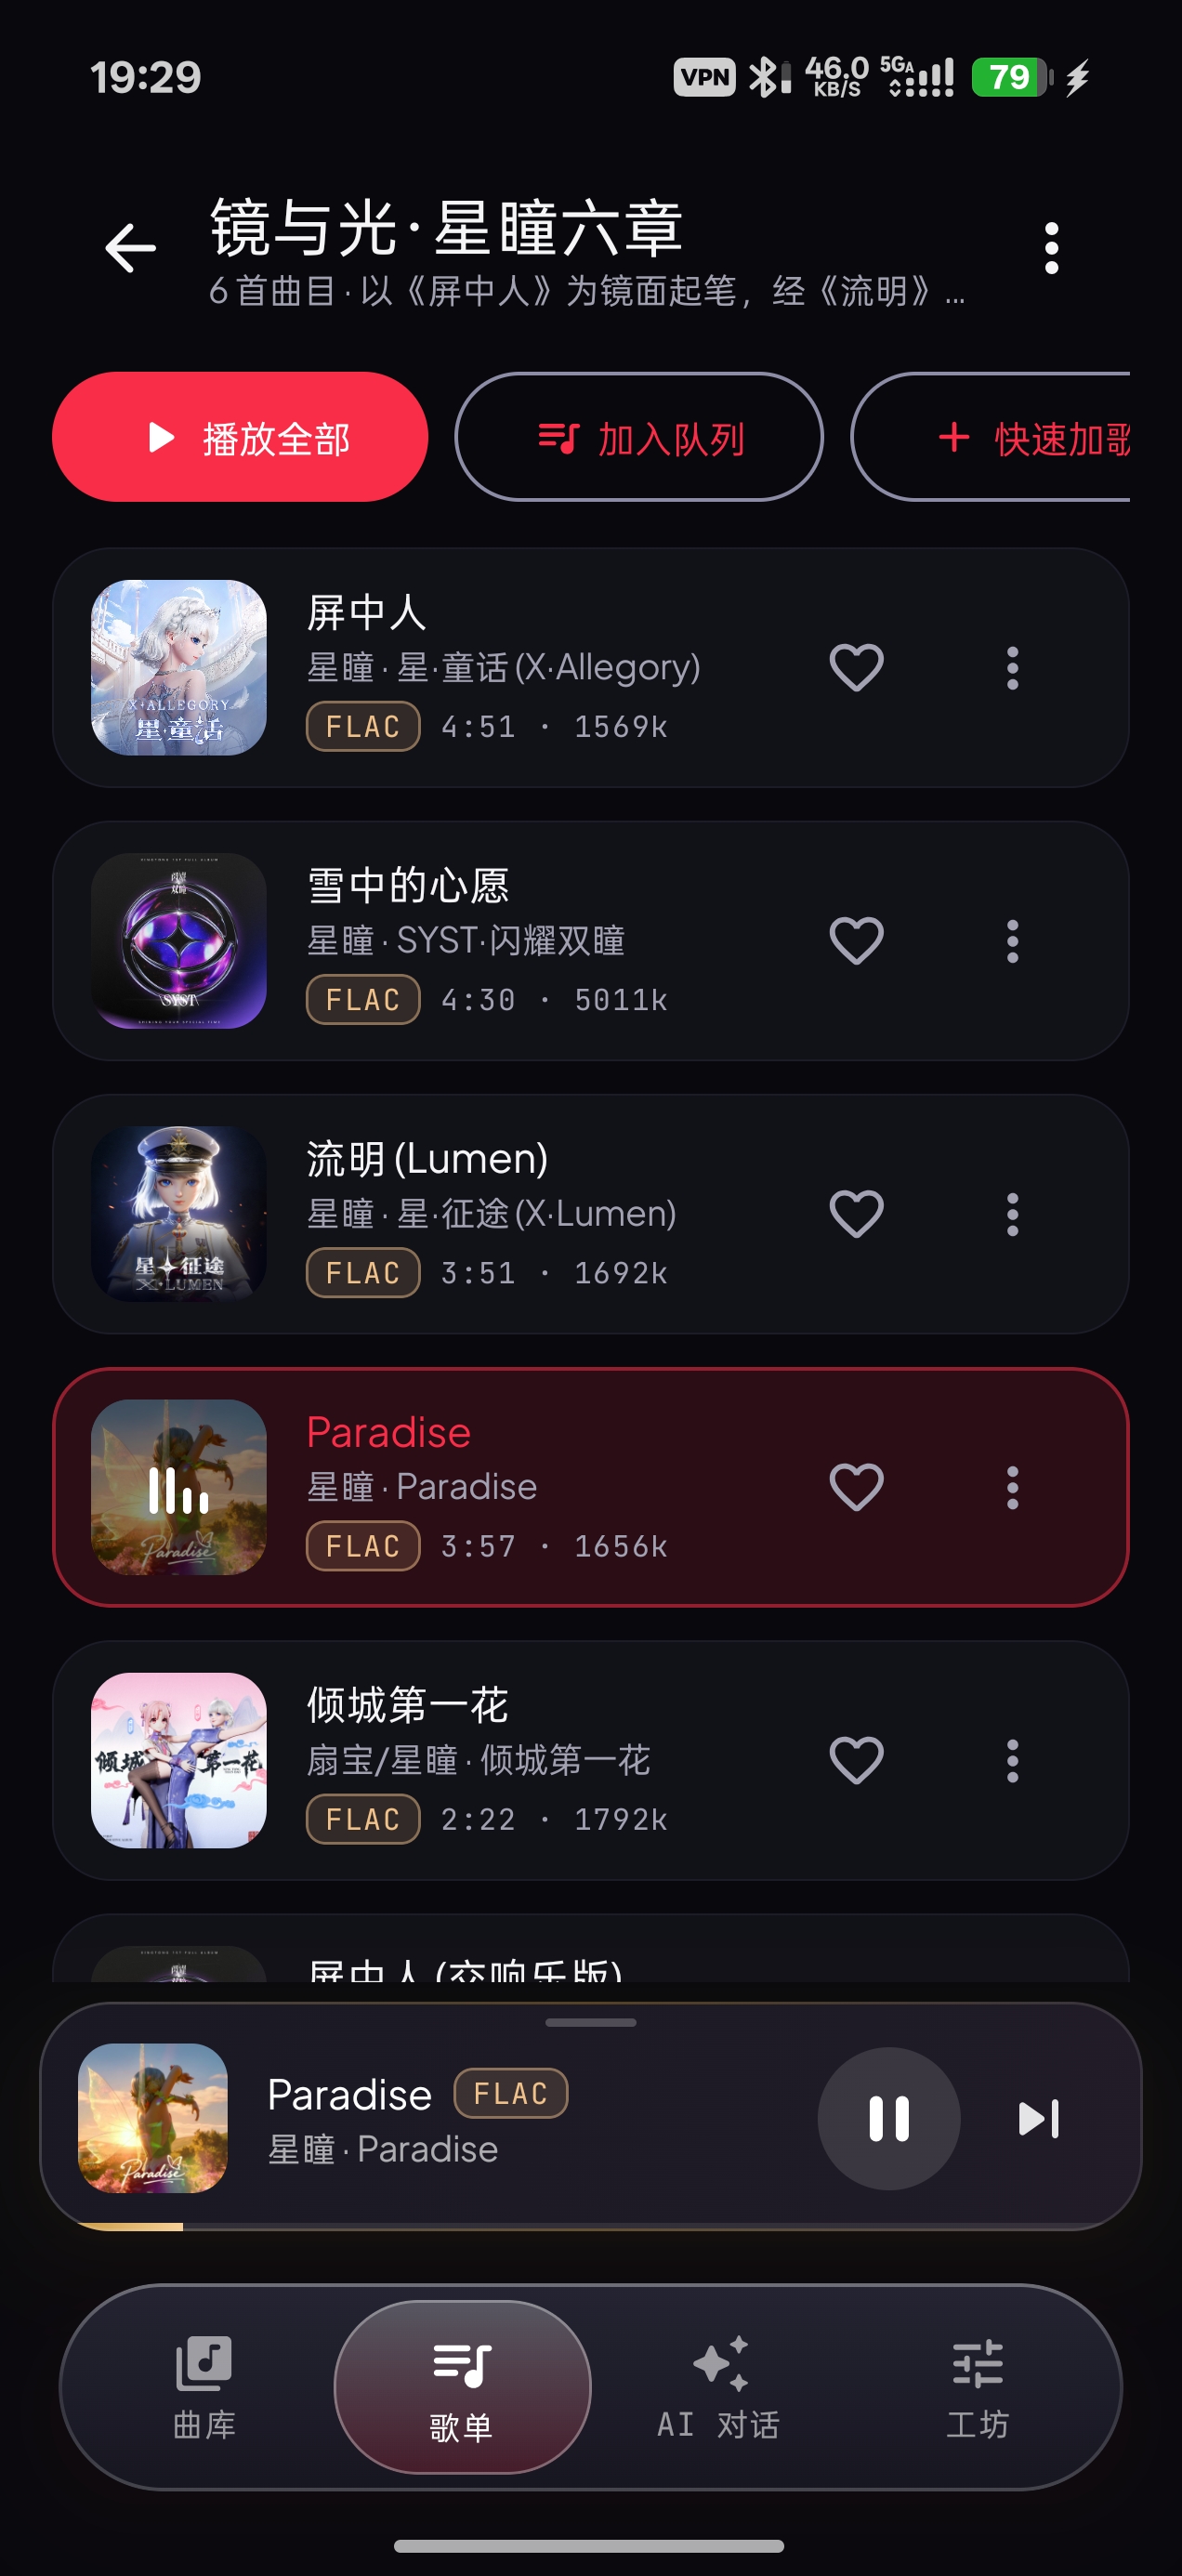 19:29
VPN
46.0
KB/S
5GA
79
镜与光·星瞳六章
6首曲目·以《屏中人》为镜面起笔，经《流明》...
播放全部
加入队列
快速加歌
屏中人
星瞳·星·童话(X·Allegory)
FLAC 4:51 · 1569k
X·ALLEGORY
星·童话
雪中的心愿
星瞳·SYST·闪耀双瞳
FLAC 4:30 · 5011k
SYST
流明(Lumen)
星瞳·星·征途(X·Lumen)
FLAC 3:51 · 1692k
星征途
X·LUMEN
Paradise
星瞳·Paradise
FLAC 3:57 · 1656k
Paradise
倾城第一花
扇宝/星瞳·倾城第一花
FLAC 2:22 · 1792k
倾城第一花
屏中人(交响乐版)
Paradise FLAC
星瞳·Paradise
Paradise
曲库
歌单
AI 对话
工坊